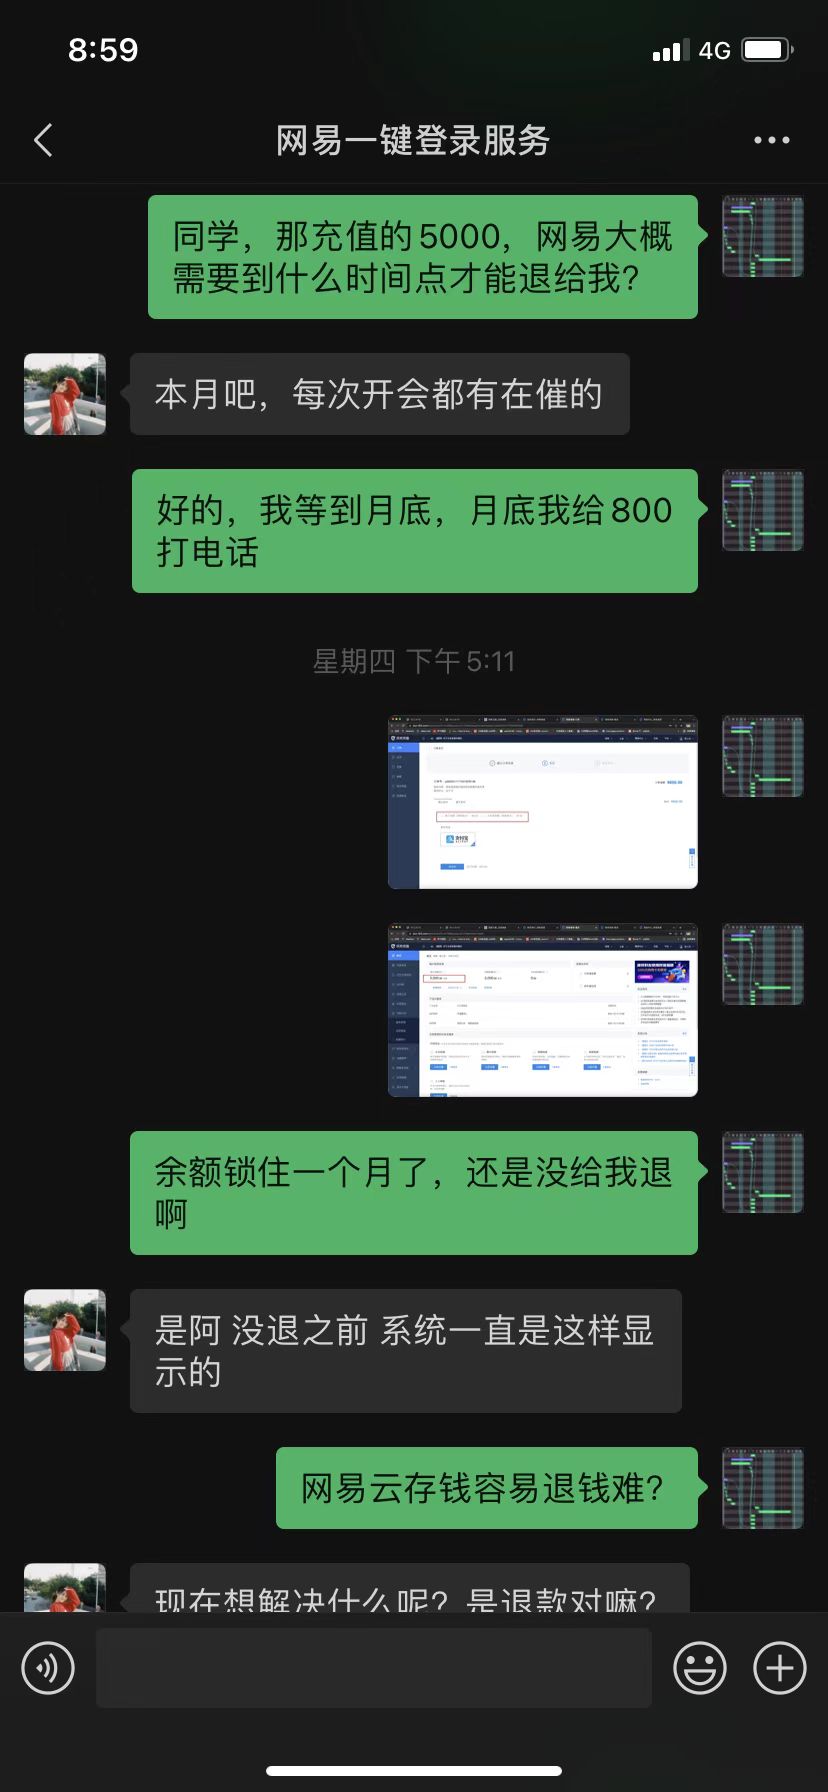 8:59
4G
网易一键登录服务
同学，那充值的5000，网易大概
需要到什么时间点才能退给我？
本月吧，每次开会都有在催的
好的，我等到月底，月底我给800
打电话
星期四 下午5:11
余额锁住一个月了，还是没给我退
啊
是阿 没退之前 系统一直是这样显
示的
网易云存钱容易退钱难？
现在想解决什么呢？是退款对嘛？